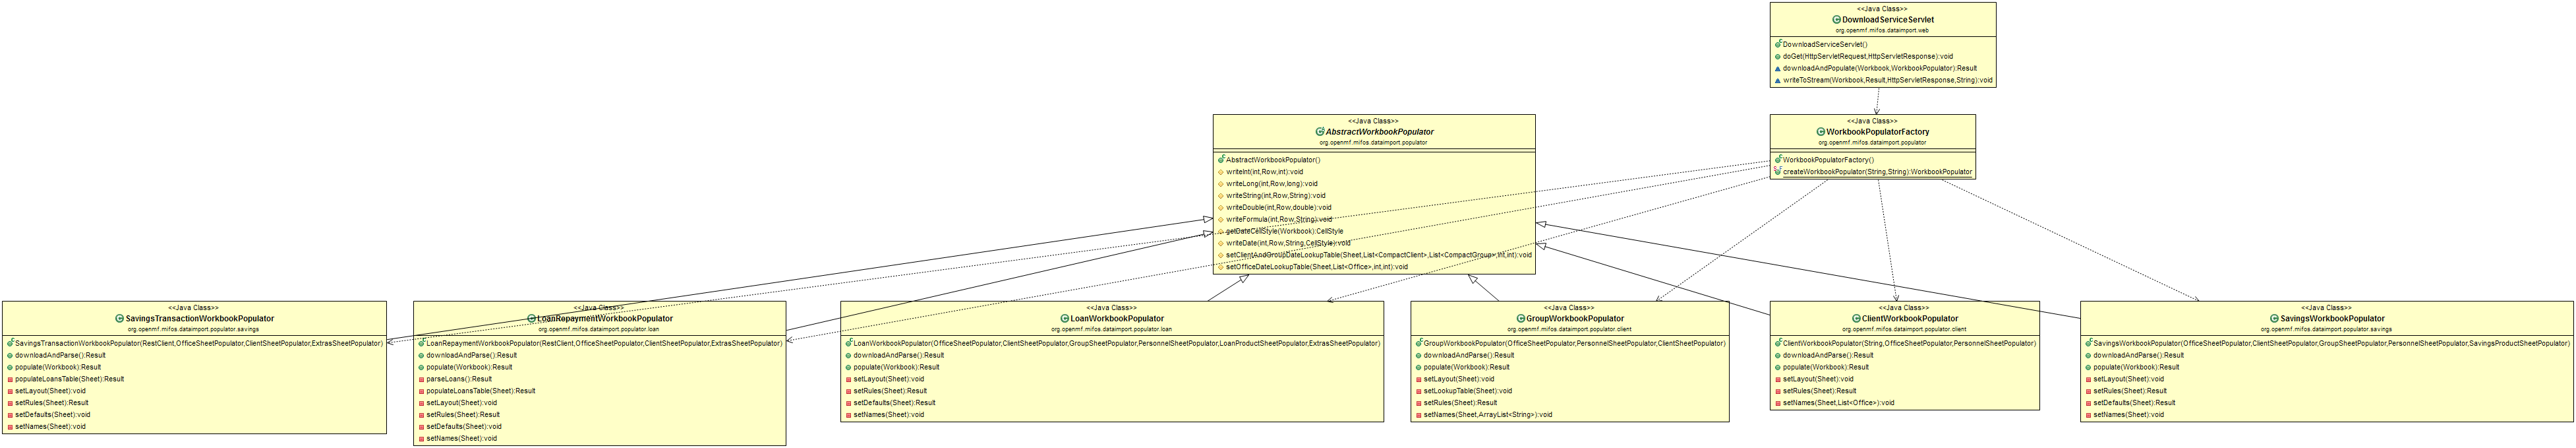 <<Java Class>>
DownloadServiceServlet
org.openmf.mifos.dataimport.web
DownloadServiceServlet()
doGet(HttpServletRequest,HttpServletResponse):void
downloadAndPopulate(Workbook,WorkbookPopulator):Result
writeToStream(Workbook,Result,HttpServletResponse,String):void
<<Java Class>>
AbstractWorkbookPopulator
org.openmf.mifos.dataimport.populator
AbstractWorkbookPopulator()
writeInt(int,Row,int):void
writeLong(int,Row,long):void
writeString(int,Row,String):void
writeDouble(int,Row,double):void
writeFormula(int,Row,String):void
getDateCellStyle(Workbook):CellStyle
writeDate(int,Row,String,CellStyle):void
setClientAndGroupDateLookupTable(Sheet,List<CompactClient>,List<CompactGroup>,int,int):void
setOfficeDateLookupTable(Sheet,List<Office>,int,int):void
<<Java Class>>
WorkbookPopulatorFactory
org.openmf.mifos.dataimport.populator
WorkbookPopulatorFactory()
createWorkbookPopulator(String,String):WorkbookPopulator
<<Java Class>>
SavingsTransactionWorkbookPopulator
org.openmf.mifos.dataimport.populator.savings
SavingsTransactionWorkbookPopulator(RestClient,OfficeSheetPopulator,ClientSheetPopulator,ExtrasSheetPopulator)
downloadAndParse():Result
populate(Workbook):Result
populateLoansTable(Sheet):Result
setLayout(Sheet):void
setRules(Sheet):Result
setDefaults(Sheet):void
setNames(Sheet):void
<<Java Class>>
LoanRepaymentWorkbookPopulator
org.openmf.mifos.dataimport.populator.loan
LoanRepaymentWorkbookPopulator(RestClient,OfficeSheetPopulator,ClientSheetPopulator,ExtrasSheetPopulator)
downloadAndParse():Result
populate(Workbook):Result
parseLoans():Result
populateLoansTable(Sheet):Result
setLayout(Sheet):void
setRules(Sheet):Result
setDefaults(Sheet):void
setNames(Sheet):void
<<Java Class>>
LoanWorkbookPopulator
org.openmf.mifos.dataimport.populator.loan
LoanWorkbookPopulator(OfficeSheetPopulator,ClientSheetPopulator,GroupSheetPopulator,PersonnelSheetPopulator,LoanProductSheetPopulator,ExtrasSheetPopulator)
downloadAndParse():Result
populate(Workbook):Result
setLayout(Sheet):void
setRules(Sheet):Result
setDefaults(Sheet):Result
setNames(Sheet):void
<<Java Class>>
GroupWorkbookPopulator
org.openmf.mifos.dataimport.populator.client
GroupWorkbookPopulator(OfficeSheetPopulator,PersonnelSheetPopulator,ClientSheetPopulator)
downloadAndParse():Result
populate(Workbook):Result
setLayout(Sheet):void
setLookupTable(Sheet):void
setRules(Sheet):Result
setNames(Sheet,ArrayList<String>):void
<<Java Class>>
ClientWorkbookPopulator
org.openmf.mifos.dataimport.populator.client
ClientWorkbookPopulator(String,OfficeSheetPopulator,PersonnelSheetPopulator)
downloadAndParse():Result
populate(Workbook):Result
setLayout(Sheet):void
setRules(Sheet):Result
setNames(Sheet,List<Office>):void
<<Java Class>>
SavingsWorkbookPopulator
org.openmf.mifos.dataimport.populator.savings
SavingsWorkbookPopulator(OfficeSheetPopulator,ClientSheetPopulator,GroupSheetPopulator,PersonnelSheetPopulator,SavingsProductSheetPopulator)
downloadAndParse():Result
populate(Workbook):Result
setLayout(Sheet):void
setRules(Sheet):Result
setDefaults(Sheet):Result
setNames(Sheet):void